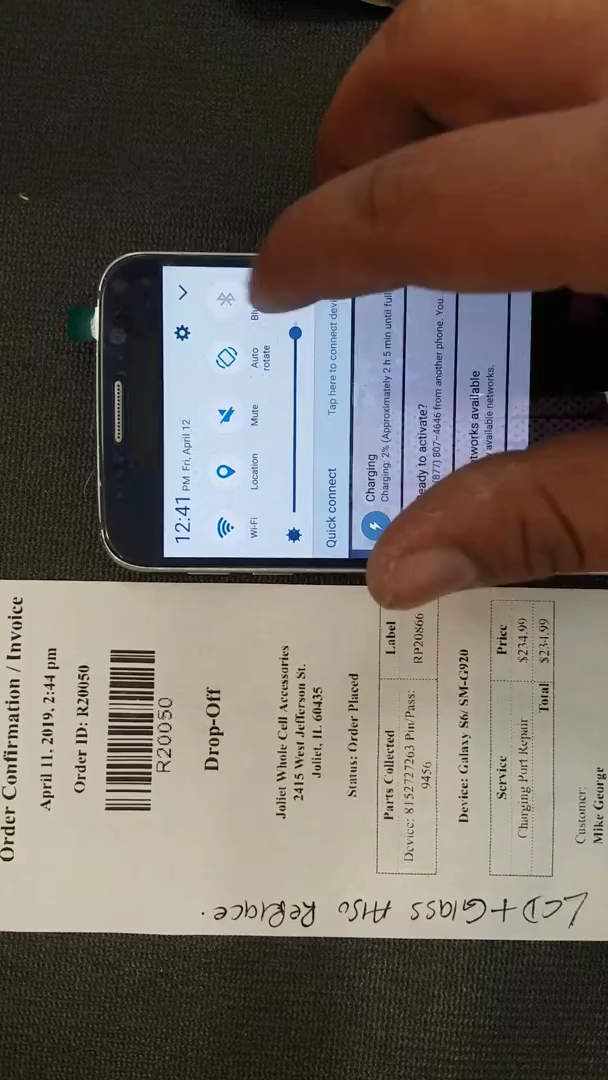 12:41 PM Fri, April 12
Wi-Fi
Location
Mute
Auto rotate
Quick connect
Tap here to connect
Charging
Charging: 2% (Approximately 2 h 5 min until
to activate?
(877) 807-4646 from another phone. You
available
available networks.
Order Confirmation / Invoice
April 11, 2019, 2:44 pm
Order ID: R20050
R20050
Drop-Off
Joliet Whole Cell Accessories
2415 West Jefferson St.
Joliet, IL 60435
Status: Order Placed
Parts Collected Label
Device: 8152727263 Pin/Pass: 9456 RP20866
Device: Galaxy S6/ SM-G920
Service Price
Charging Port Repair $234.99
Total $234.99
Customer:
Mike George
LCD + Glass Also Replace.